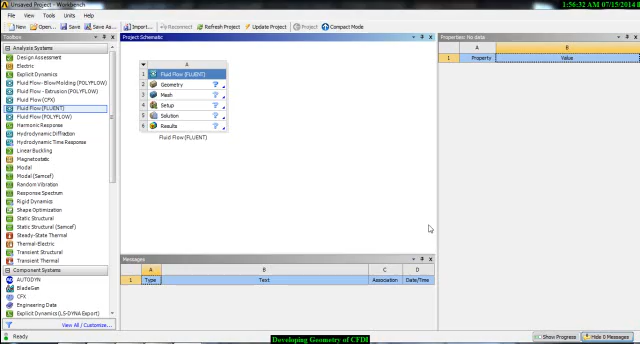 Unsaved Project - Workbench
1:56:32 AM 07/15/2014
File View Tools Units Help
New Open... Save Save As... Import... Reconnect Refresh Project Update Project Project Compact Mode
Toolbox
Analysis Systems
Design Assessment
Electric
Explicit Dynamics
Fluid Flow - BlowMolding (POLYFLOW)
Fluid Flow - Extrusion (POLYFLOW)
Fluid Flow (CFX)
Fluid Flow (FLUENT)
Fluid Flow (POLYFLOW)
Harmonic Response
Hydrodynamic Diffraction
Hydrodynamic Time Response
Linear Buckling
Magnetostatic
Modal
Modal (Samcef)
Random Vibration
Response Spectrum
Rigid Dynamics
Shape Optimization
Static Structural
Static Structural (Samcef)
Steady-State Thermal
Thermal-Electric
Transient Structural
Transient Thermal
Component Systems
AUTODYN
BladeGen
CFX
Engineering Data
Explicit Dynamics (LS-DYNA Export)
View All / Customize...
Project Schematic
A
1 Fluid Flow (FLUENT)
2 Geometry ?
3 Mesh ?
4 Setup ?
5 Solution ?
6 Results ?
Fluid Flow (FLUENT)
Messages
A B C D
1 Type Text Association Date/Time
Properties: No data
A B
1 Property Value
Ready
Developing Geometry of CFDI
Show Progress Hide 0 Messages